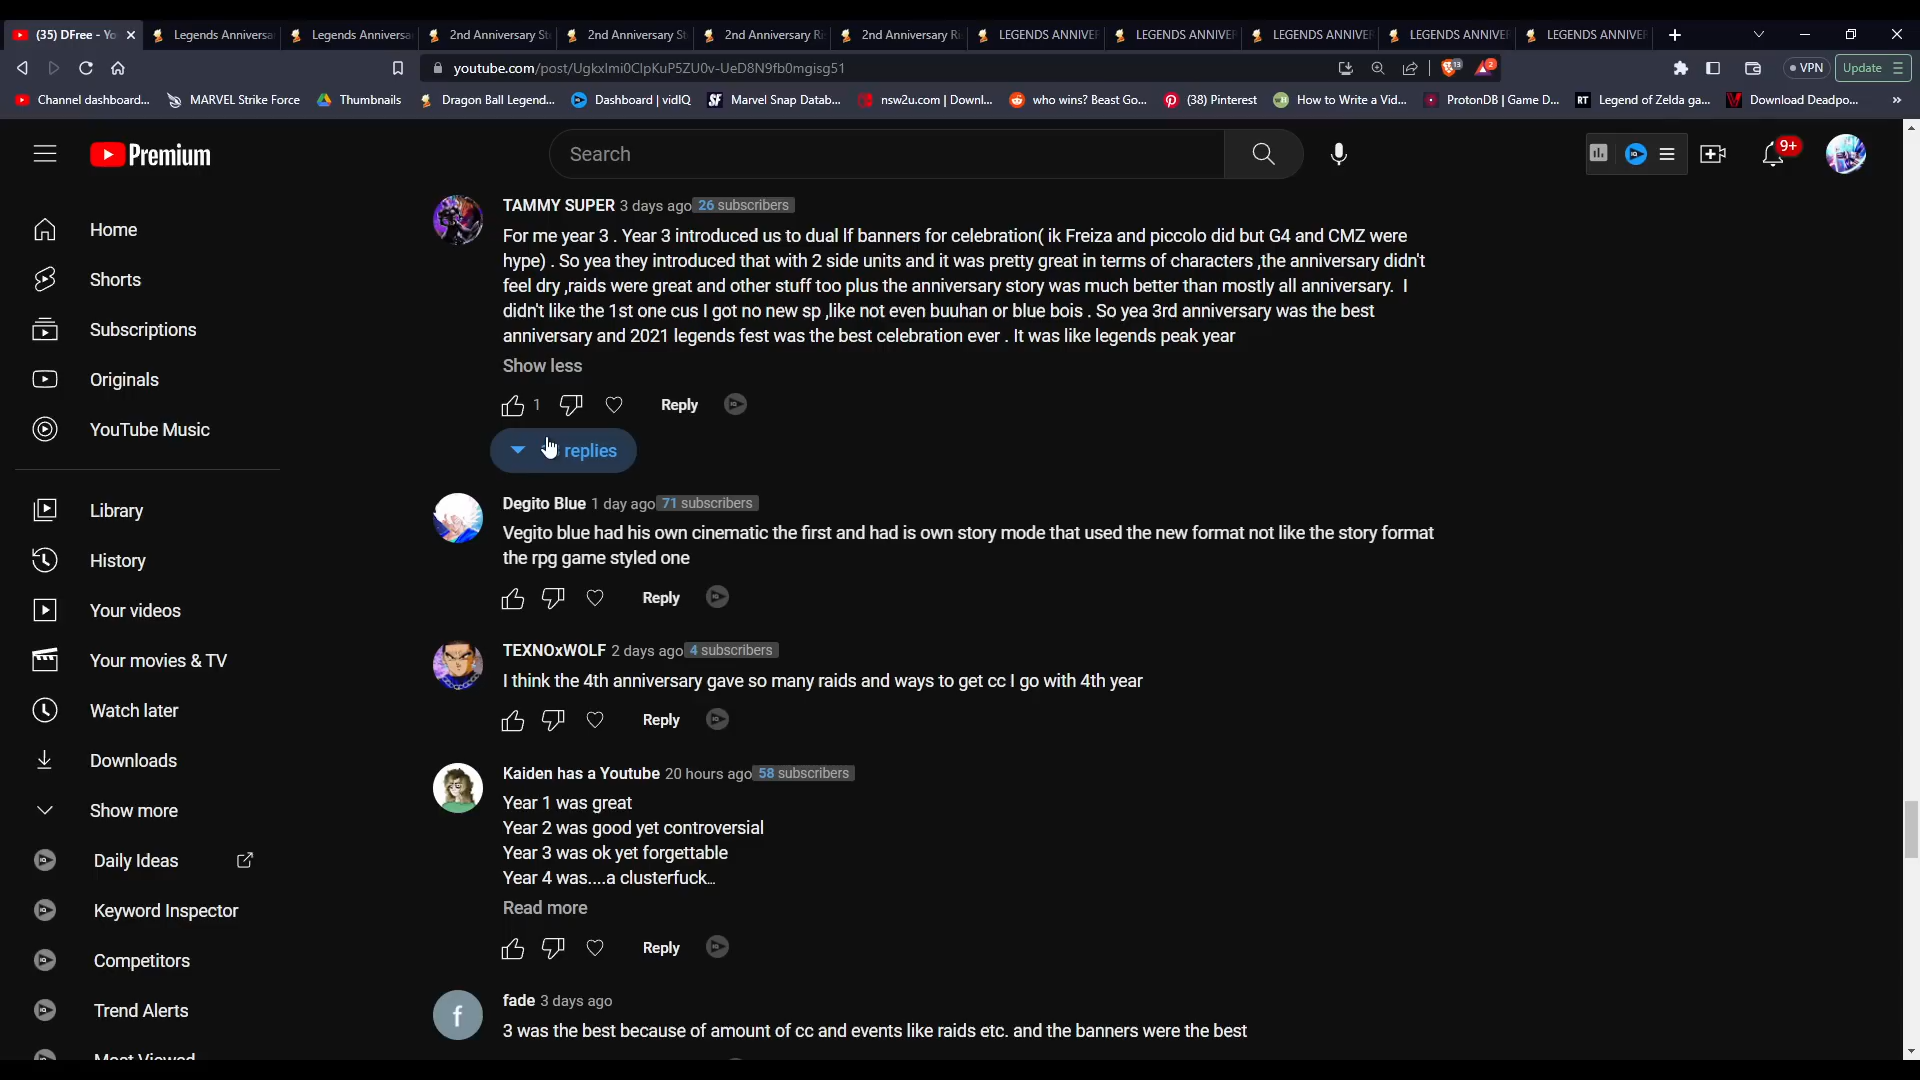 (35) DFree - Yo
Legends Anniversa
Legends Anniversa
2nd Anniversary St
2nd Anniversary St
2nd Anniversary Ri
2nd Anniversary Ri
LEGENDS ANNIVER
LEGENDS ANNIVER
LEGENDS ANNIVER
LEGENDS ANNIVER
LEGENDS ANNIVER
youtube.com/post/UgkxImi0ClpKuP5ZU0v-UeD8N9fb0mgisg51
13
2
VPN
Update
Channel dashboard...
MARVEL Strike Force
Thumbnails
Dragon Ball Legend...
Dashboard | vidIQ
Marvel Snap Datab...
nsw2u.com | Downl...
who wins? Beast Go...
(38) Pinterest
How to Write a Vid...
ProtonDB | Game D...
Legend of Zelda ga...
Download Deadpo...
Premium
Search
9+
Home
Shorts
Subscriptions
Originals
YouTube Music
Library
History
Your videos
Your movies & TV
Watch later
Downloads
Show more
Daily Ideas
Keyword Inspector
Competitors
Trend Alerts
Most Viewed
TAMMY SUPER 3 days ago 26 subscribers
For me year 3 . Year 3 introduced us to dual lf banners for celebration( ik Freiza and piccolo did but G4 and CMZ were
hype) . So yea they introduced that with 2 side units and it was pretty great in terms of characters ,the anniversary didn't
feel dry ,raids were great and other stuff too plus the anniversary story was much better than mostly all anniversary. I
didn't like the 1st one cus I got no new sp ,like not even buuhan or blue bois . So yea 3rd anniversary was the best
anniversary and 2021 legends fest was the best celebration ever . It was like legends peak year
Show less
1
Reply
replies
Degito Blue 1 day ago 71 subscribers
Vegito blue had his own cinematic the first and had is own story mode that used the new format not like the story format
the rpg game styled one
Reply
TEXNOxWOLF 2 days ago 4 subscribers
I think the 4th anniversary gave so many raids and ways to get cc I go with 4th year
Reply
Kaiden has a Youtube 20 hours ago 58 subscribers
Year 1 was great
Year 2 was good yet controversial
Year 3 was ok yet forgettable
Year 4 was....a clusterfuck...
Read more
Reply
f
fade 3 days ago
3 was the best because of amount of cc and events like raids etc. and the banners were the best